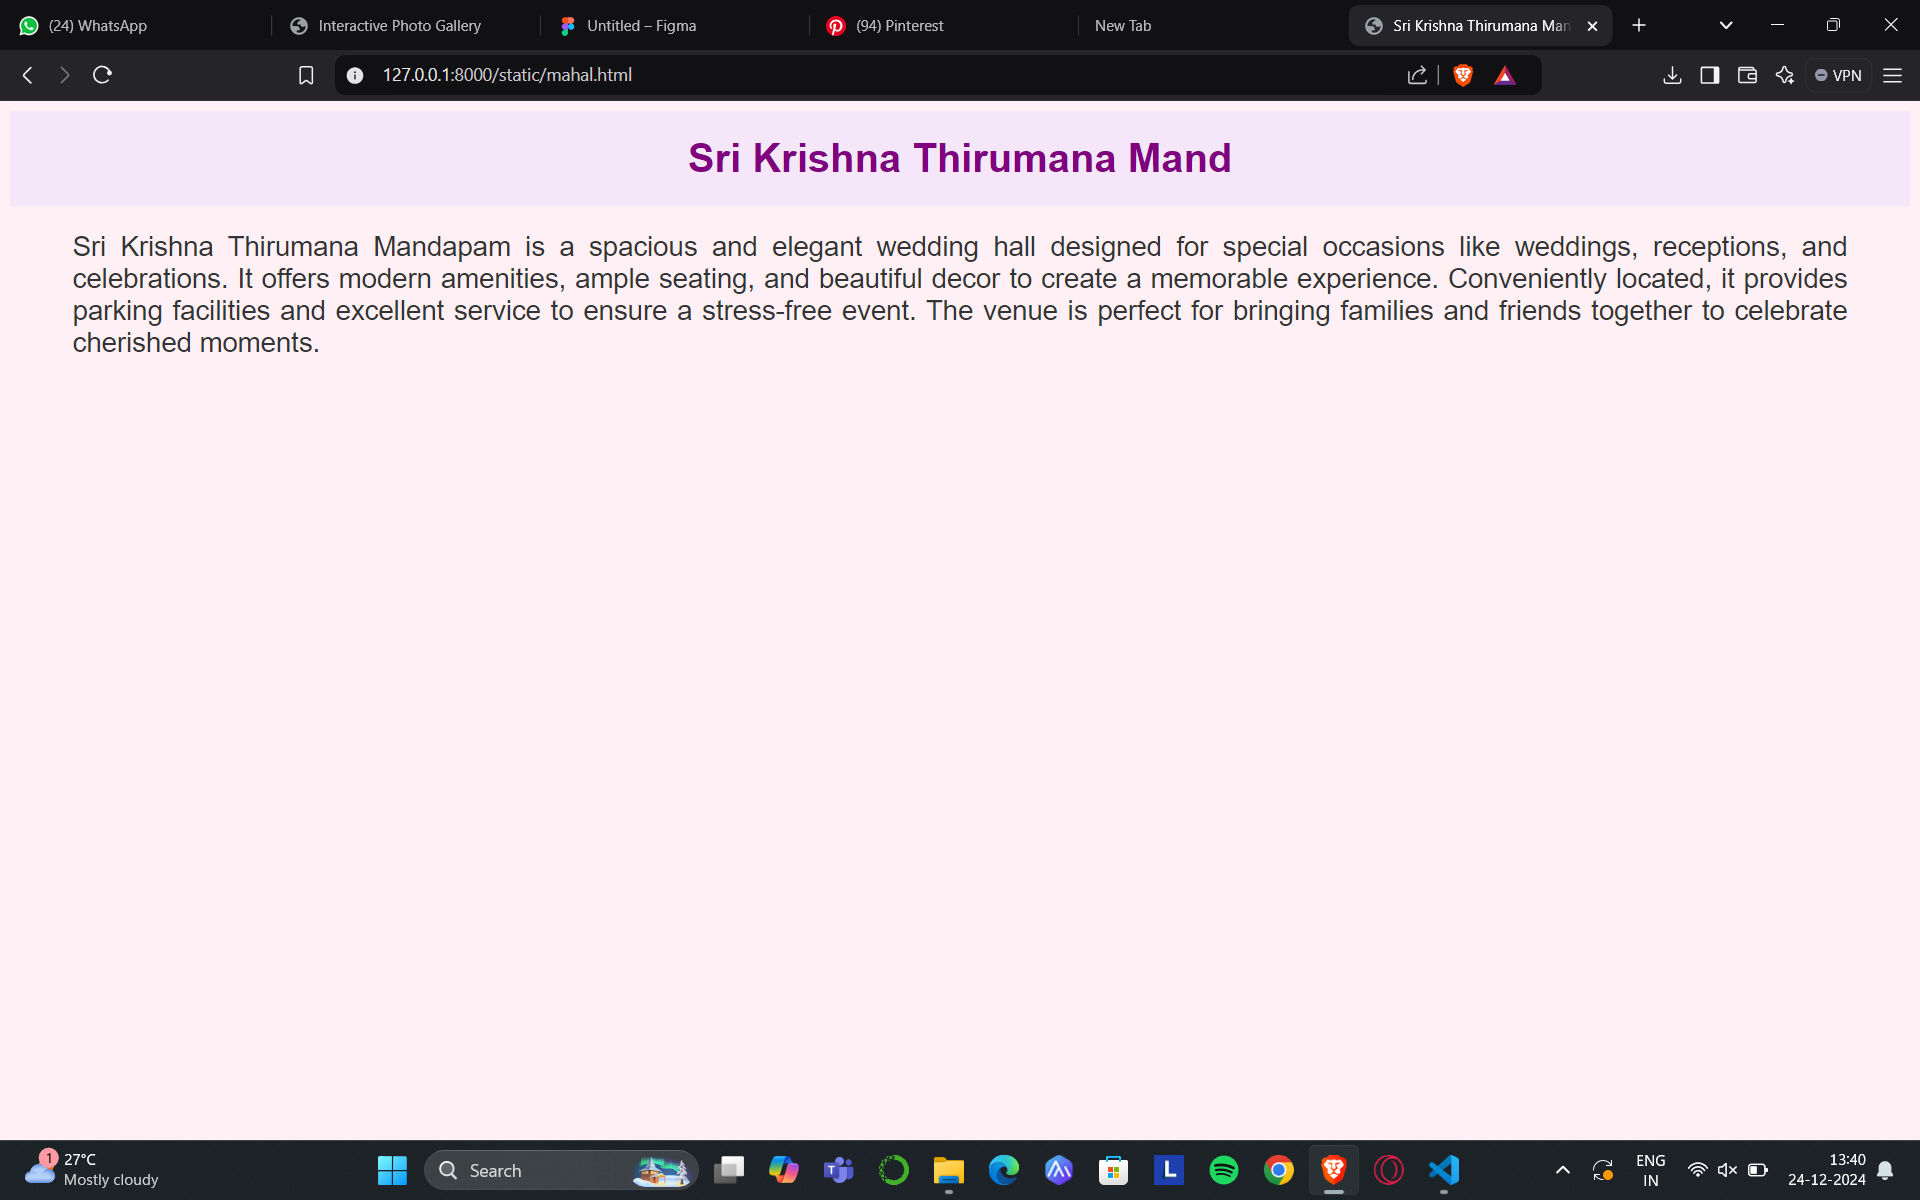 (24) WhatsApp
Interactive Photo Gallery
Untitled – Figma
(94) Pinterest
New Tab
Sri Krishna Thirumana Man
127.0.0.1:8000/static/mahal.html
VPN
Sri Krishna Thirumana Mand
Sri Krishna Thirumana Mandapam is a spacious and elegant wedding hall designed for special occasions like weddings, receptions, and
celebrations. It offers modern amenities, ample seating, and beautiful decor to create a memorable experience. Conveniently located, it provides
parking facilities and excellent service to ensure a stress-free event. The venue is perfect for bringing families and friends together to celebrate
cherished moments.
1
27°C
Mostly cloudy
Search
L
ENG
IN
13:40
24-12-2024